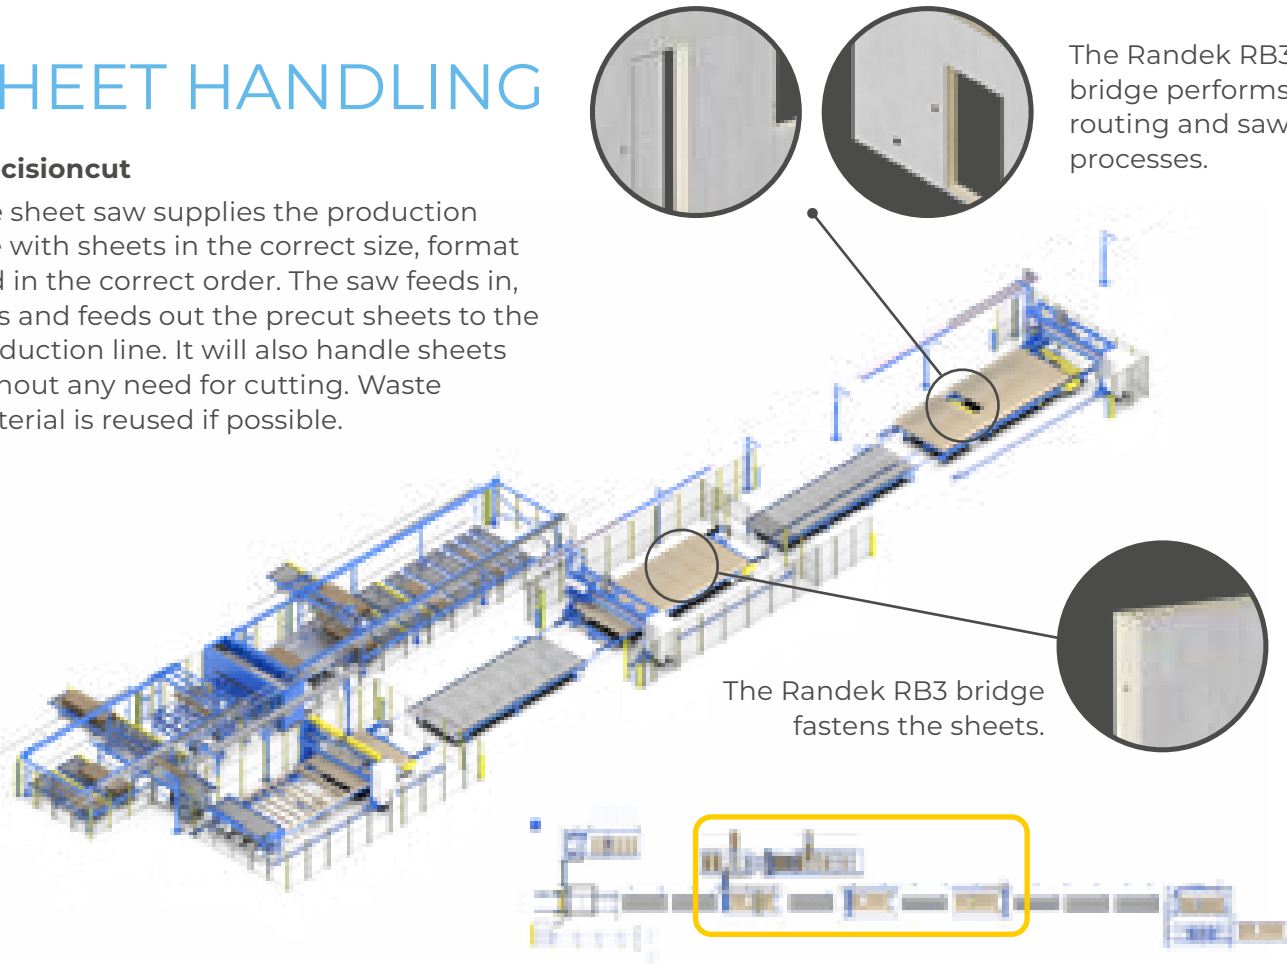 HEET HANDLING
cisioncut
e sheet saw supplies the production
e with sheets in the correct size, format
d in the correct order. The saw feeds in,
s and feeds out the precut sheets to the
duction line. It will also handle sheets
hout any need for cutting. Waste
terial is reused if possible.
The Randek RB3
bridge performs
routing and saw
processes.
The Randek RB3 bridge
fastens the sheets.